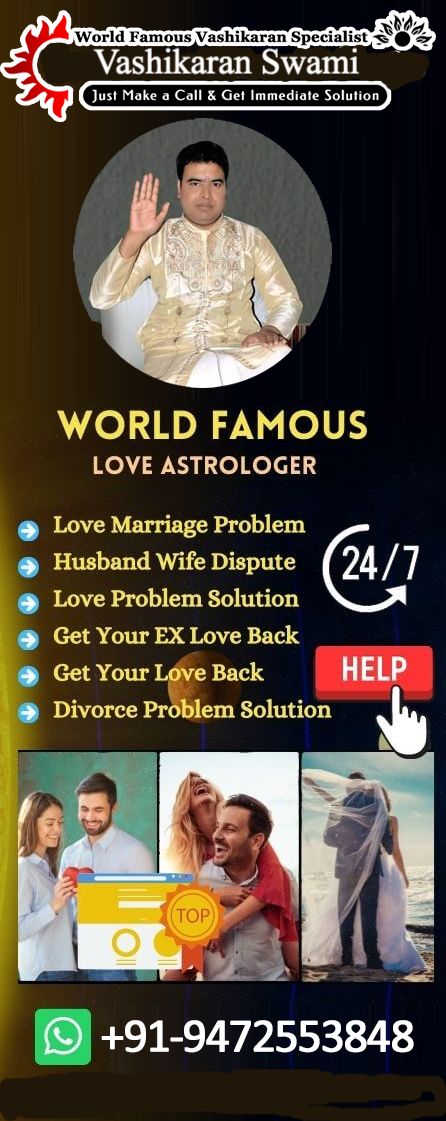 World Famous Vashikaran Specialist
Vashikaran Swami
Just Make a Call & Get Immediate Solution
WORLD FAMOUS
LOVE ASTROLOGER
Love Marriage Problem
Husband Wife Dispute
Love Problem Solution
Get Your EX Love Back
Get Your Love Back
Divorce Problem Solution
24/7
HELP
TOP
+91-9472553848